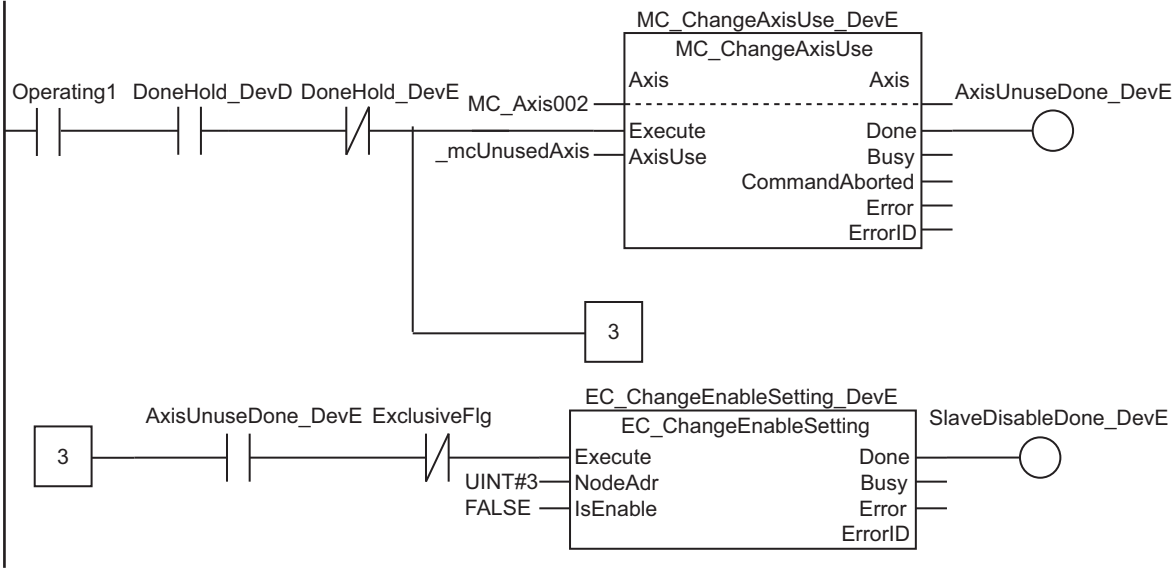 MC_ChangeAxisUse_DevE
MC_ChangeAxisUse
Operating1 DoneHold_DevD DoneHold_DevE MC_Axis002 Axis Axis AxisUnuseDone_DevE
Execute Done
_mcUnusedAxis AxisUse Busy
CommandAborted
Error
ErrorID
3
EC_ChangeEnableSetting_DevE
AxisUnuseDone_DevE ExclusiveFlg EC_ChangeEnableSetting SlaveDisableDone_DevE
3 Execute Done
UINT#3 NodeAdr Busy
FALSE IsEnable Error
ErrorID